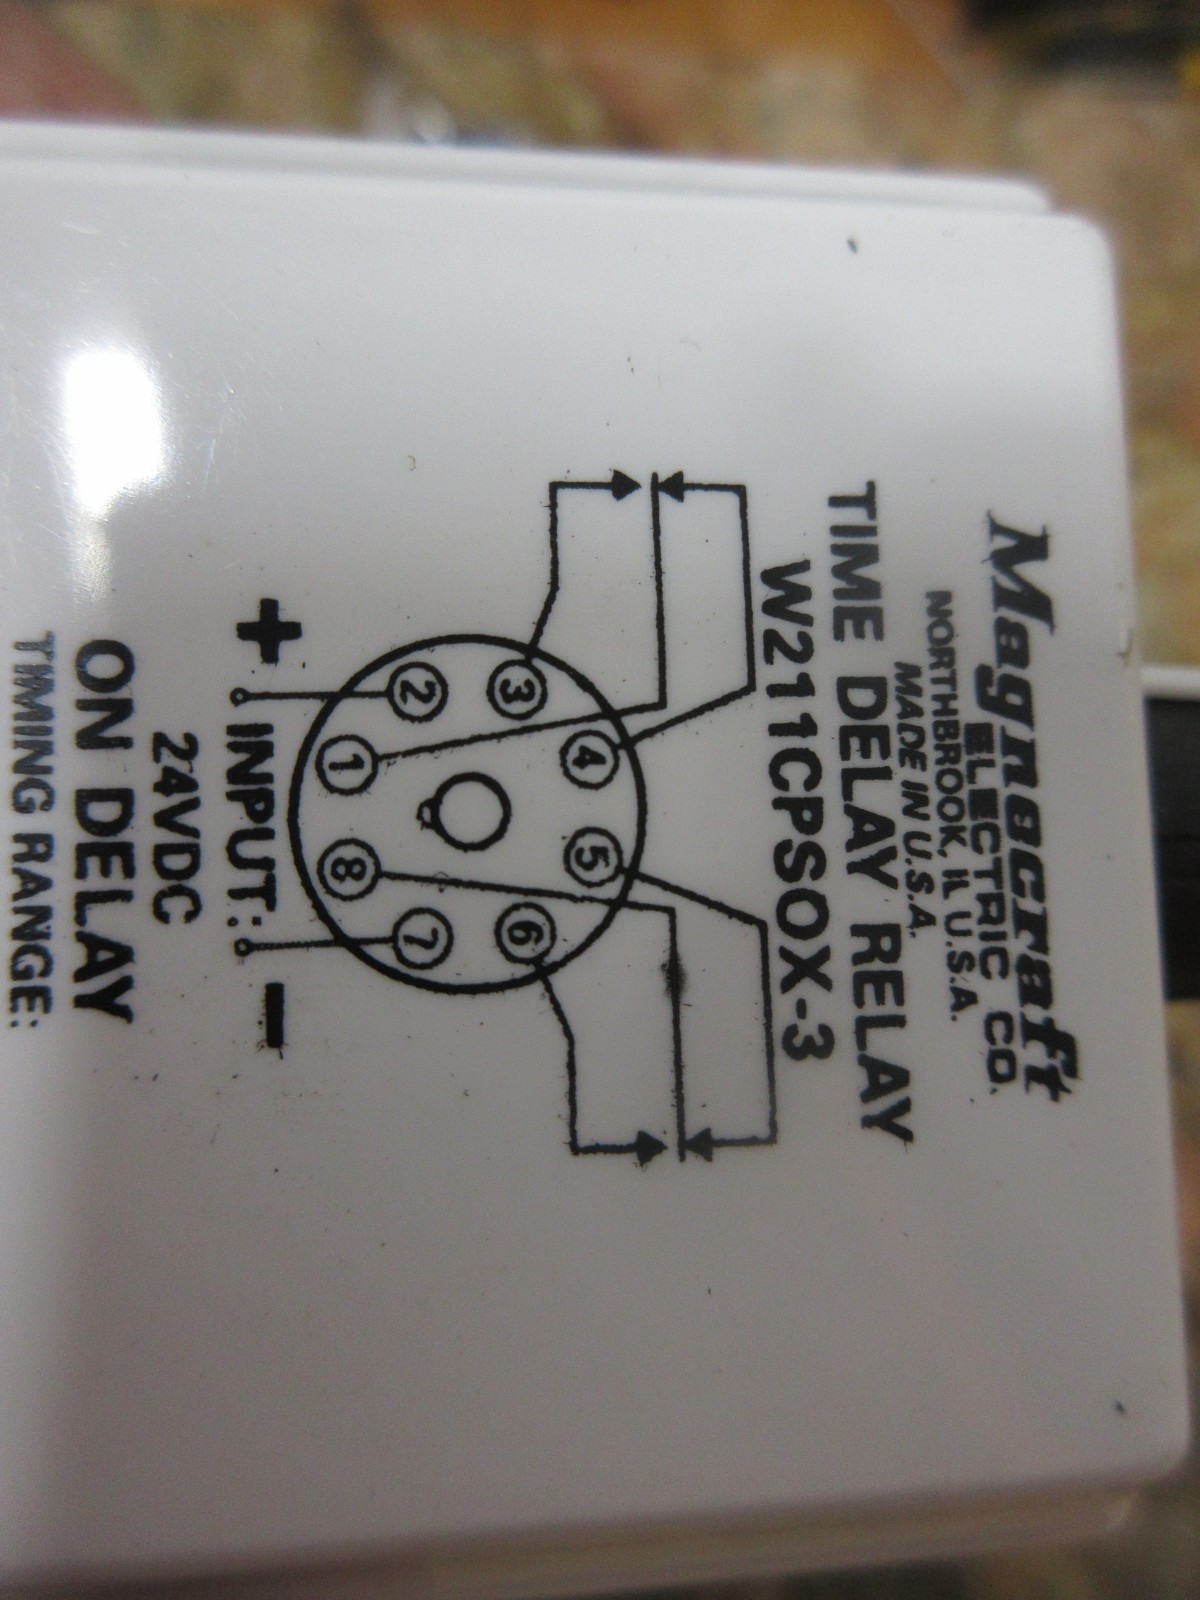 Magnecraft
ELECTRIC CO.
NORTHBROOK, IL U.S.A.
MADE IN U.S.A.
TIME DELAY RELAY
W211CPSOX-3
4 5
3 6
2 7
1 8
+ INPUT: -
24VDC
ON DELAY
TIMING RANGE: